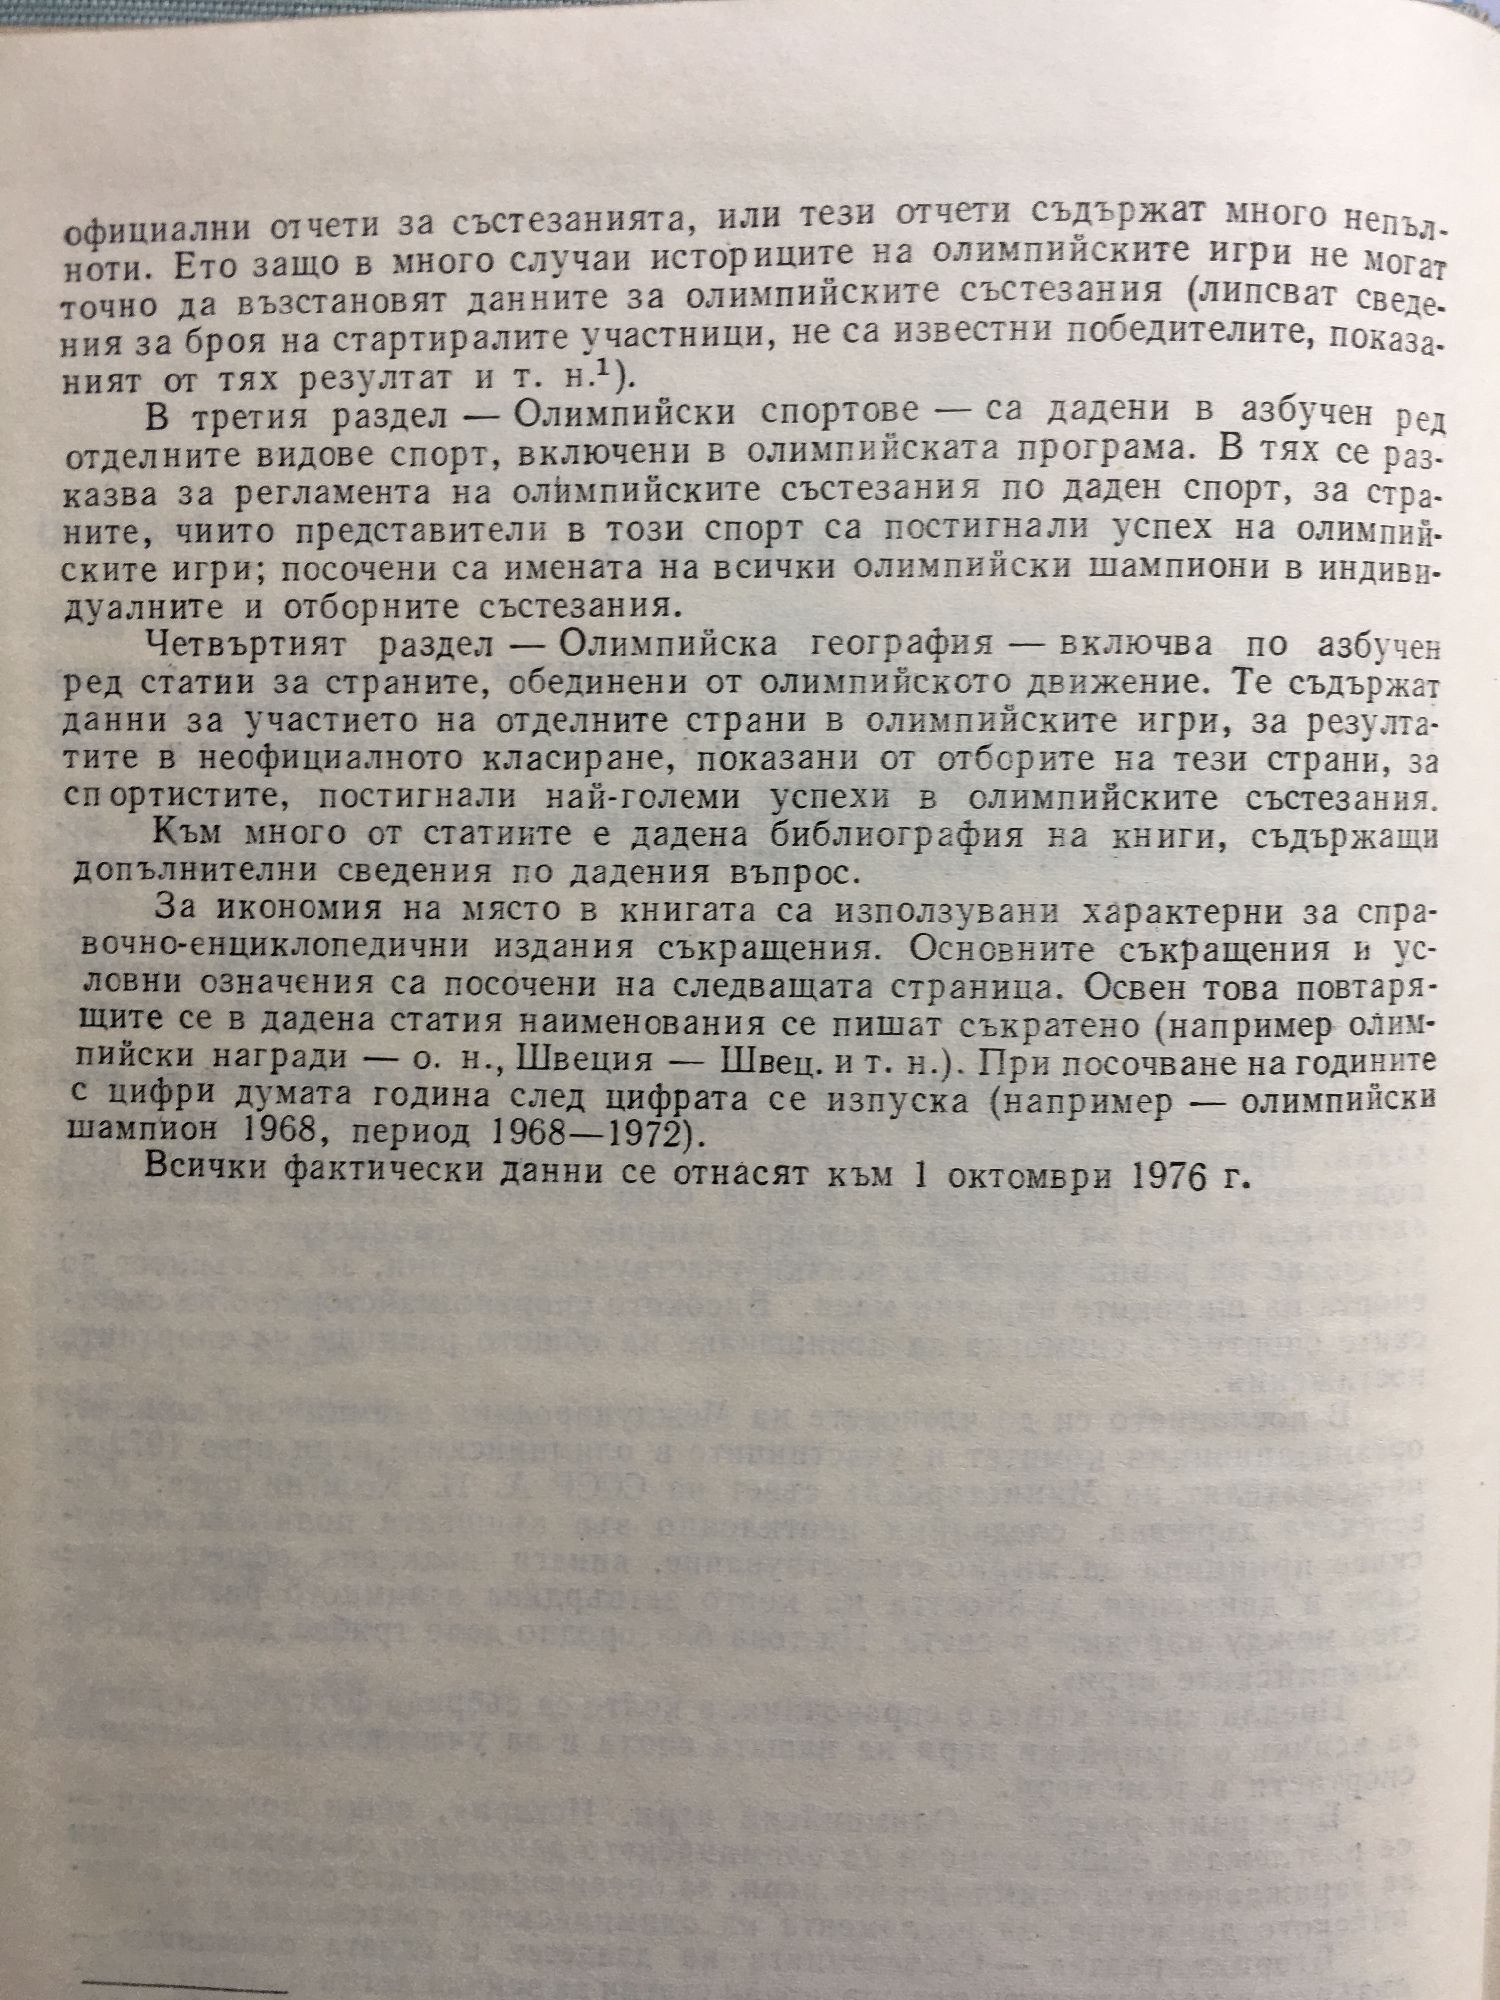 официални отчети за състезанията, или тези отчети съдържат много непъл-
ноти. Ето защо в много случаи историците на олимпийските игри не могат
точно да възстановят данните за олимпийските състезания (липсват сведе-
ния за броя на стартиралите участници, не са известни победителите, показа-
ният от тях резултат и т. н.¹).
В третия раздел — Олимпийски спортове — са дадени в азбучен ред
отделните видове спорт, включени в олимпийската програма. В тях се раз-
казва за регламента на олимпийските състезания по даден спорт, за стра-
ните, чиито представители в този спорт са постигнали успех на олимпий-
ските игри; посочени са имената на всички олимпийски шампиони в индиви-
дуалните и отборните състезания.
Четвъртият раздел — Олимпийска география — включва по азбучен
ред статии за страните, обединени от олимпийското движение. Те съдържат
данни за участието на отделните страни в олимпийските игри, за резулта-
тите в неофициалното класиране, показани от отборите на тези страни, за
спортистите, постигнали най-големи успехи в олимпийските състезания.
Към много от статиите е дадена библиография на книги, съдържащи
допълнителни сведения по дадения въпрос.
За икономия на място в книгата са използувани характерни за спра-
вочно-енциклопедични издания съкращения. Основните съкращения и ус-
ловни означения са посочени на следващата страница. Освен това повтаря-
щите се в дадена статия наименования се пишат съкратено (например олим-
пийски награди — о. н., Швеция — Швец. и т. н.). При посочване на годините
с цифри думата година след цифрата се изпуска (например — олимпийски
шампион 1968, период 1968—1972).
Всички фактически данни се отнасят към 1 октомври 1976 г.